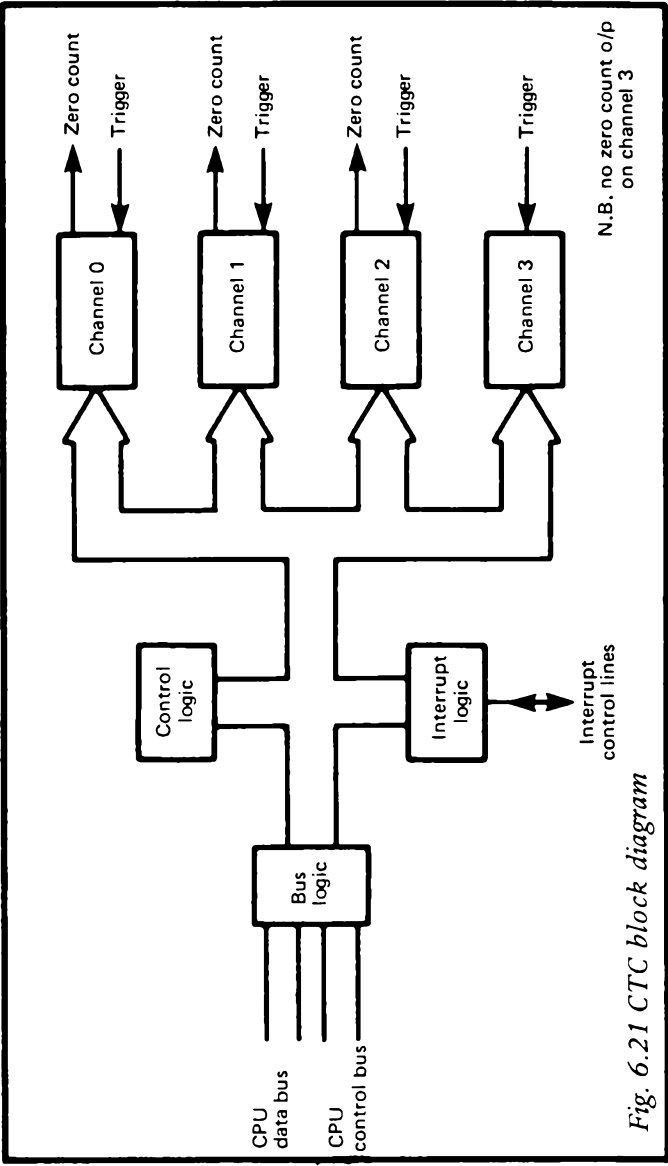 Zero count
Trigger
Channel 0
Zero count
Trigger
Channel 1
Zero count
Trigger
Channel 2
Trigger
Channel 3
N.B. no zero count o/p
on channel 3
Control
logic
Interrupt
logic
Interrupt
control lines
Bus
logic
CPU
data bus
CPU
control bus
Fig. 6.21 CTC block diagram